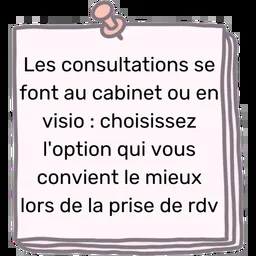 Les consultations se
font au cabinet ou en
visio : choisissez
l'option qui vous
convient le mieux
lors de la prise de rdv